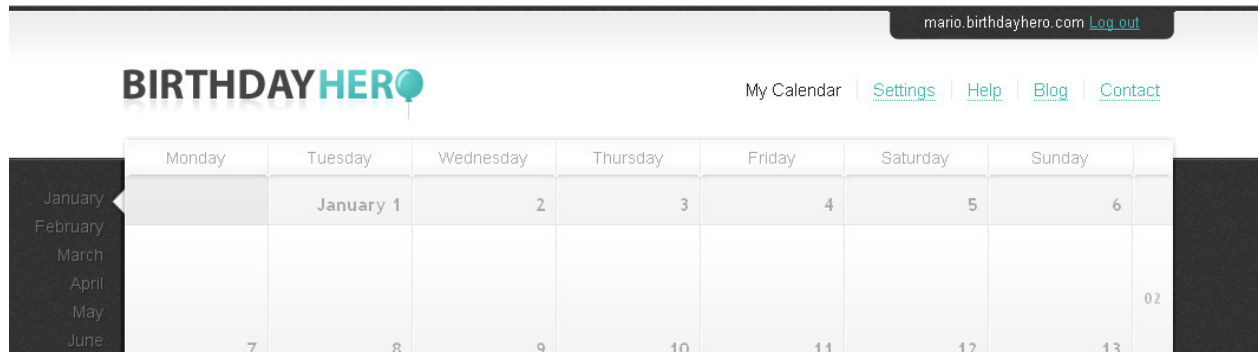 mario.birthdayhero.com Log out
BIRTHDAYHERO
My Calendar Settings Help Blog Contact
Monday Tuesday Wednesday Thursday Friday Saturday Sunday
January
February
March
April
May
June
January 1 2 3 4 5 6
02
7 8 9 10 11 12 13